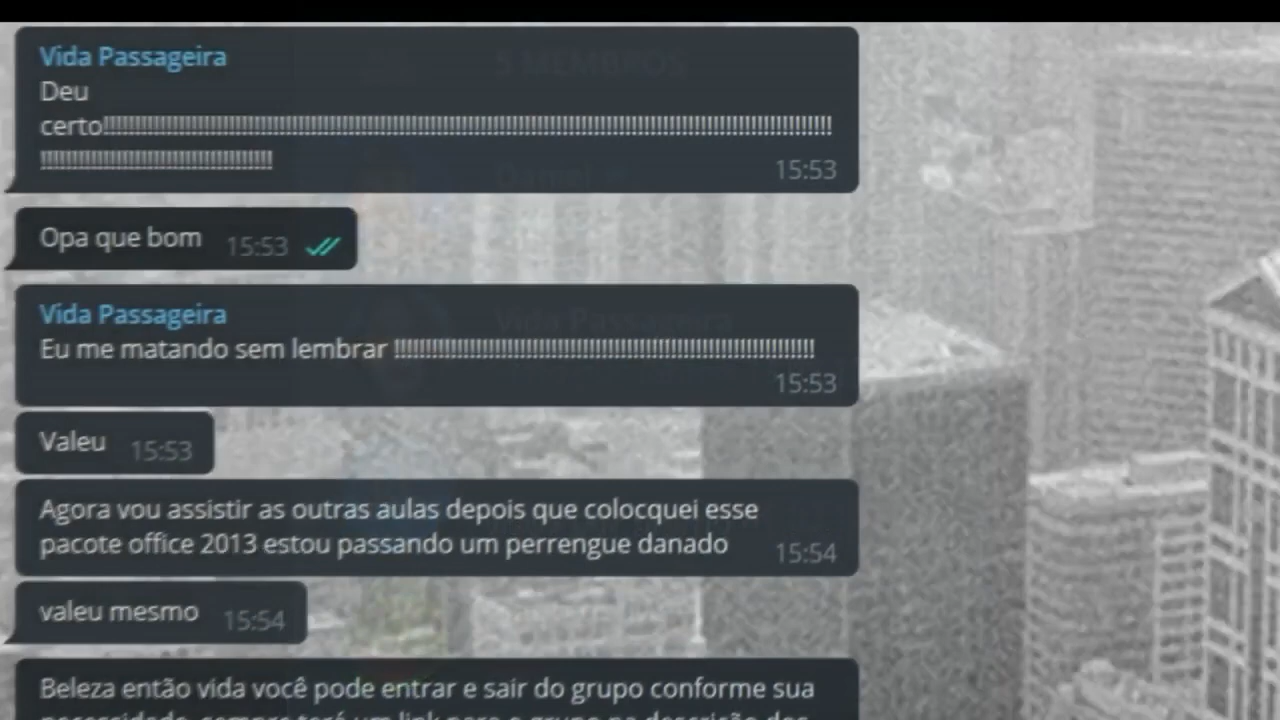 Vida Passageira
Deu
certo!!!!!!!!!!!!!!!!!!!!!!!!!!!!!!!!!!!!!!!!!!!!!!!!!!!!!!!!!!!!!!!!!!!!!!!!!!!!!!!!!!!!!!!!!!!!!!!!!!!!!!!!!!!!!!!!!!!!!!!!
!!!!!!!!!!!!!!!!!!!!!!!!!!!!!!!!!!!!!!
15:53
Opa que bom 15:53
Vida Passageira
Eu me matando sem lembrar !!!!!!!!!!!!!!!!!!!!!!!!!!!!!!!!!!!!!!!!!!!!!!!!!!!!!!!!!!!!!!!!!!!!!
15:53
Valeu 15:53
Agora vou assistir as outras aulas depois que colocquei esse
pacote office 2013 estou passando um perrengue danado 15:54
valeu mesmo 15:54
Beleza então vida você pode entrar e sair do grupo conforme sua